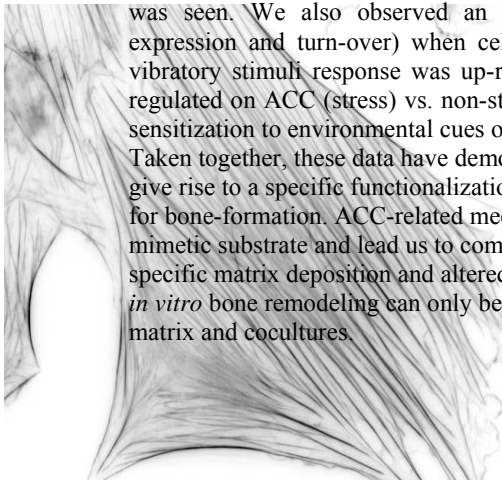 was seen. We also observed an
expression and turn-over) when cel
vibratory stimuli response was up-r
regulated on ACC (stress) vs. non-st
sensitization to environmental cues o
Taken together, these data have demo
give rise to a specific functionalizatio
for bone-formation. ACC-related mec
mimetic substrate and lead us to com
specific matrix deposition and altered
in vitro bone remodeling can only be
matrix and cocultures.